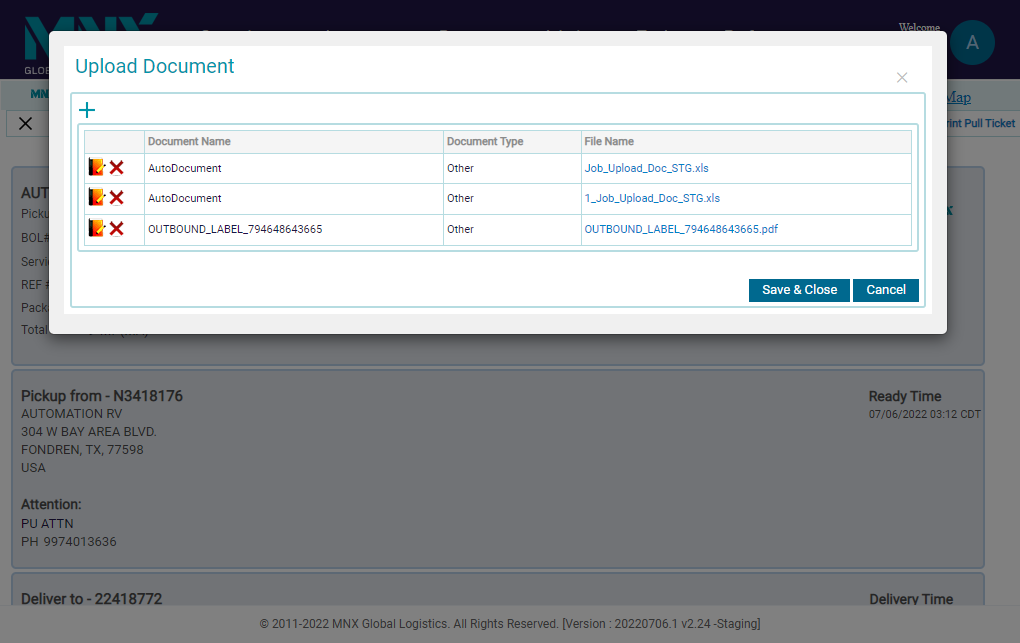 MNX
GLOB
Welcome
A
Upload Document
MN
Map
rint Pull Ticket
Document Name Document Type File Name
AutoDocument Other Job_Upload_Doc_STG.xls
AutoDocument Other 1_Job_Upload_Doc_STG.xls
OUTBOUND_LABEL_794648643665 Other OUTBOUND_LABEL_794648643665.pdf
Save & Close Cancel
AUT
Picku
BOL#
Servi
REF #
Pack
Total
Pickup from - N3418176 Ready Time
AUTOMATION RV 07/06/2022 03:12 CDT
304 W BAY AREA BLVD.
FONDREN, TX, 77598
USA
Attention:
PU ATTN
PH 9974013636
Deliver to - 22418772 Delivery Time
© 2011-2022 MNX Global Logistics. All Rights Reserved. [Version : 20220706.1 v2.24 -Staging]